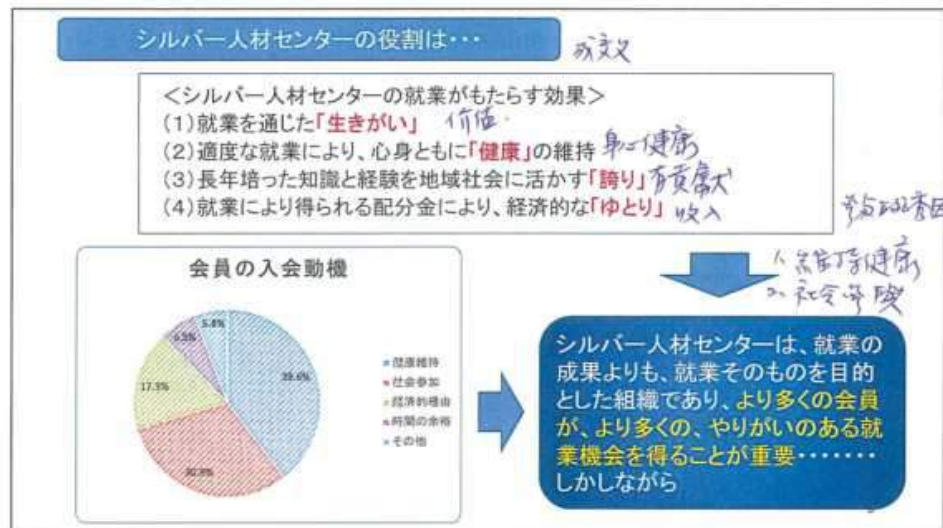 シルバー人材センターの役割は・・・
＜シルバー人材センターの就業がもたらす効果＞
(1)就業を通じた「生きがい」 价值.
(2)適度な就業により、心身ともに「健康」の維持 身心健康
(3)長年培った知識と経験を地域社会に活かす「誇り」 有貢献
(4)就業により得られる配分金により、経済的な「ゆとり」 收入
会員の入会動機
5.8%
6.5%
39.6%
17.3%
30.8%
健康維持
社会参加
経済的理由
時間の余裕
その他
シルバー人材センターは、就業の
成果よりも、就業そのものを目的
とした組織であり、より多くの会員
が、より多くの、やりがいのある就
業機会を得ることが重要・・・・・・・・
しかしながら